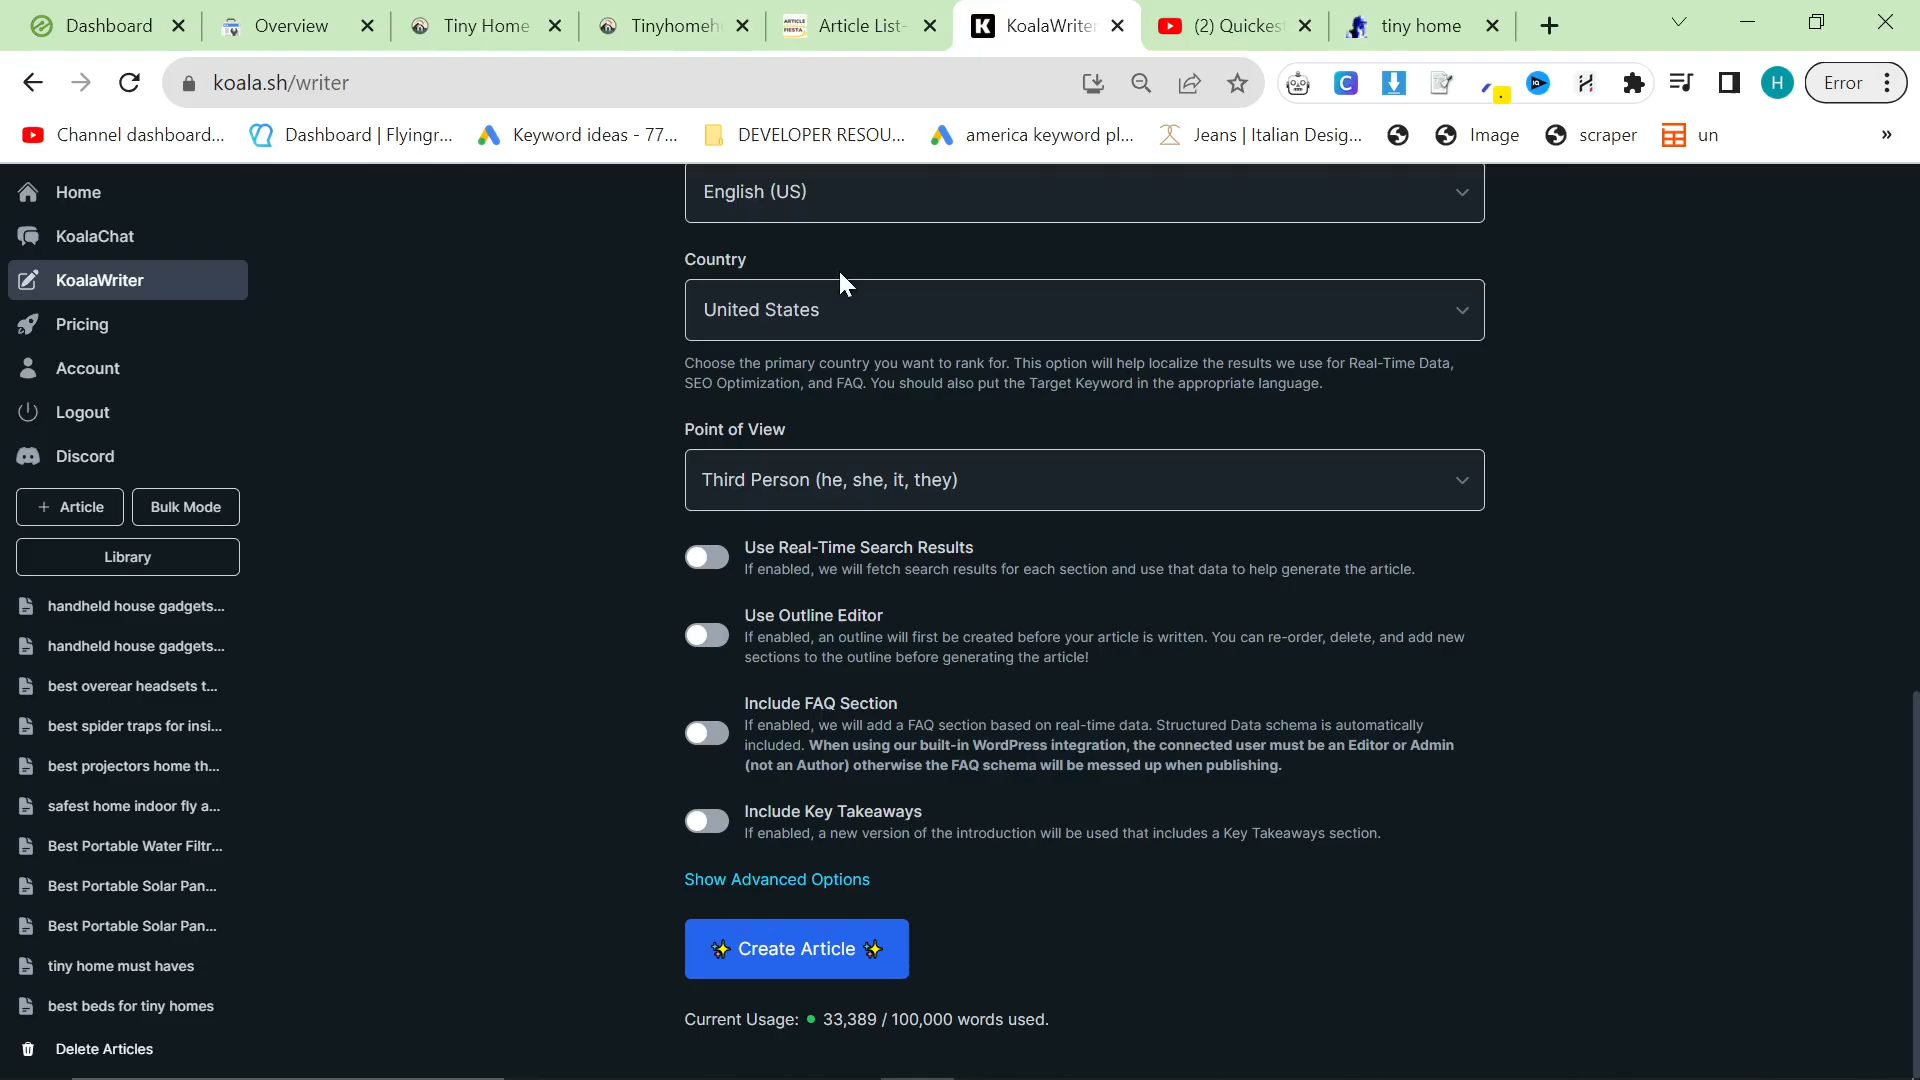 Dashboard
Overview
Tiny Home
Tinyhomeh
ARTICLE FIESTA
Article List-
K
KoalaWriter
(2) Quickes
tiny home
koala.sh/writer
C
H
Error
Channel dashboard...
Dashboard | Flyingr...
Keyword ideas - 77...
DEVELOPER RESOU...
america keyword pl...
Jeans | Italian Desig...
Image
scraper
un
»
Home
KoalaChat
KoalaWriter
Pricing
Account
Logout
Discord
+ Article
Bulk Mode
Library
handheld house gadgets...
handheld house gadgets...
best overear headsets t...
best spider traps for insi...
best projectors home th...
safest home indoor fly a...
Best Portable Water Filtr...
Best Portable Solar Pan...
Best Portable Solar Pan...
tiny home must haves
best beds for tiny homes
Delete Articles
English (US)
Country
United States
Choose the primary country you want to rank for. This option will help localize the results we use for Real-Time Data,
SEO Optimization, and FAQ. You should also put the Target Keyword in the appropriate language.
Point of View
Third Person (he, she, it, they)
Use Real-Time Search Results
If enabled, we will fetch search results for each section and use that data to help generate the article.
Use Outline Editor
If enabled, an outline will first be created before your article is written. You can re-order, delete, and add new
sections to the outline before generating the article!
Include FAQ Section
If enabled, we will add a FAQ section based on real-time data. Structured Data schema is automatically
included. When using our built-in WordPress integration, the connected user must be an Editor or Admin
(not an Author) otherwise the FAQ schema will be messed up when publishing.
Include Key Takeaways
If enabled, a new version of the introduction will be used that includes a Key Takeaways section.
Show Advanced Options
✨ Create Article ✨
Current Usage: 33,389 / 100,000 words used.